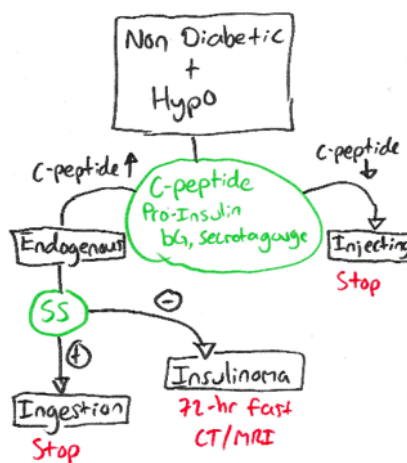 Non Diabetic
+
Hypo
C-peptide ↑
C-peptide ↓
C-peptide
Pro-Insulin
bG, Secretagauge
Endogenous
Injecting
Stop
SS
⊖
⊕
Insulinoma
72-hr fast
CT/MRI
Ingestion
Stop